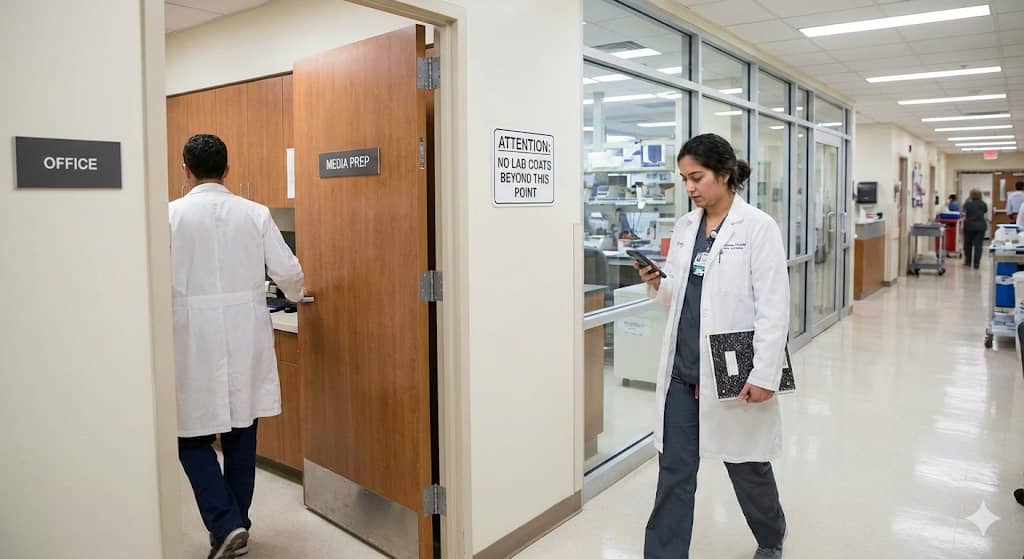 OFFICE
MEDIA PREP
ATTENTION:
NO LAB COATS
BEYOND THIS
POINT